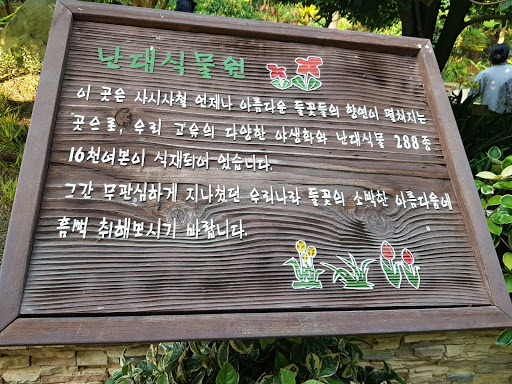 난대식물원
이 곳은 사시사철 언제나 아름다운 들꽃들의 향연이 펼쳐지는
곳으로, 우리 고유의 다양한 야생화와 난대식물 288종
16천여본이 식재되어 있습니다.
그간 무관심하게 지나쳤던 우리나라 들꽃의 소박한 아름다움에
흠뻑 취해보시기 바랍니다.